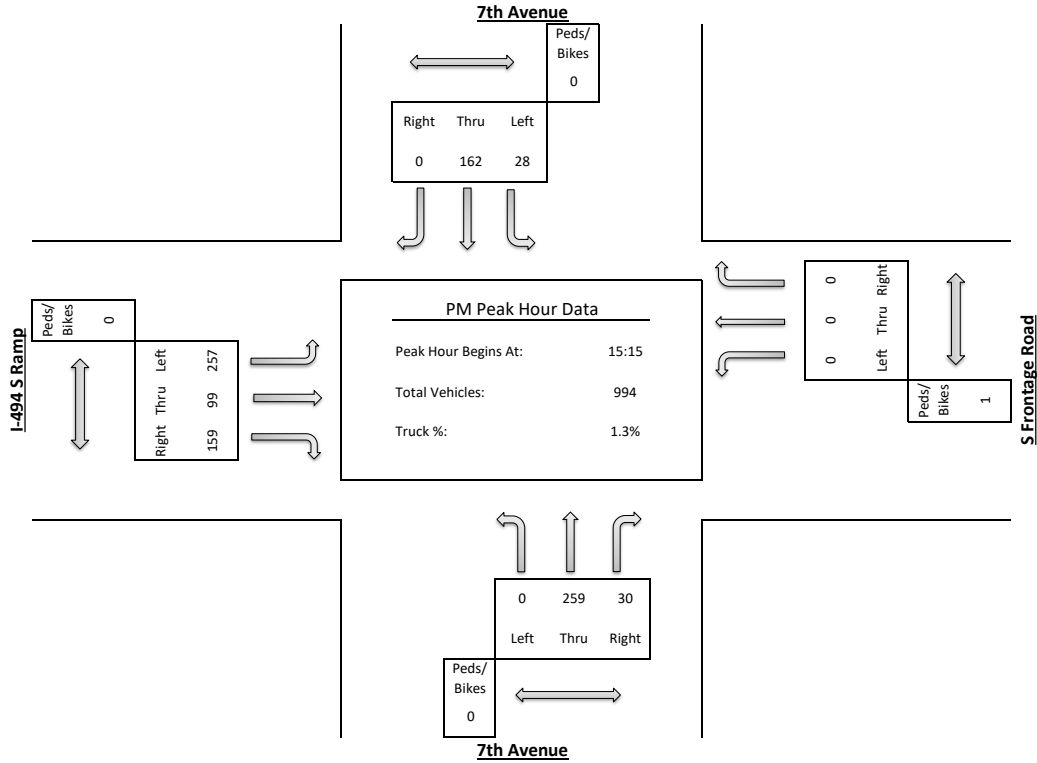 7th Avenue
Peds/
Bikes
0
Right Thru Left
0 162 28
I-494 S Ramp
Peds/
Bikes
0
Left 257
Thru 99
Right 159
PM Peak Hour Data
Peak Hour Begins At: 15:15
Total Vehicles: 994
Truck %: 1.3%
0 Right
0 Thru
0 Left
Peds/
Bikes
1
S Frontage Road
0 259 30
Left Thru Right
Peds/
Bikes
0
7th Avenue